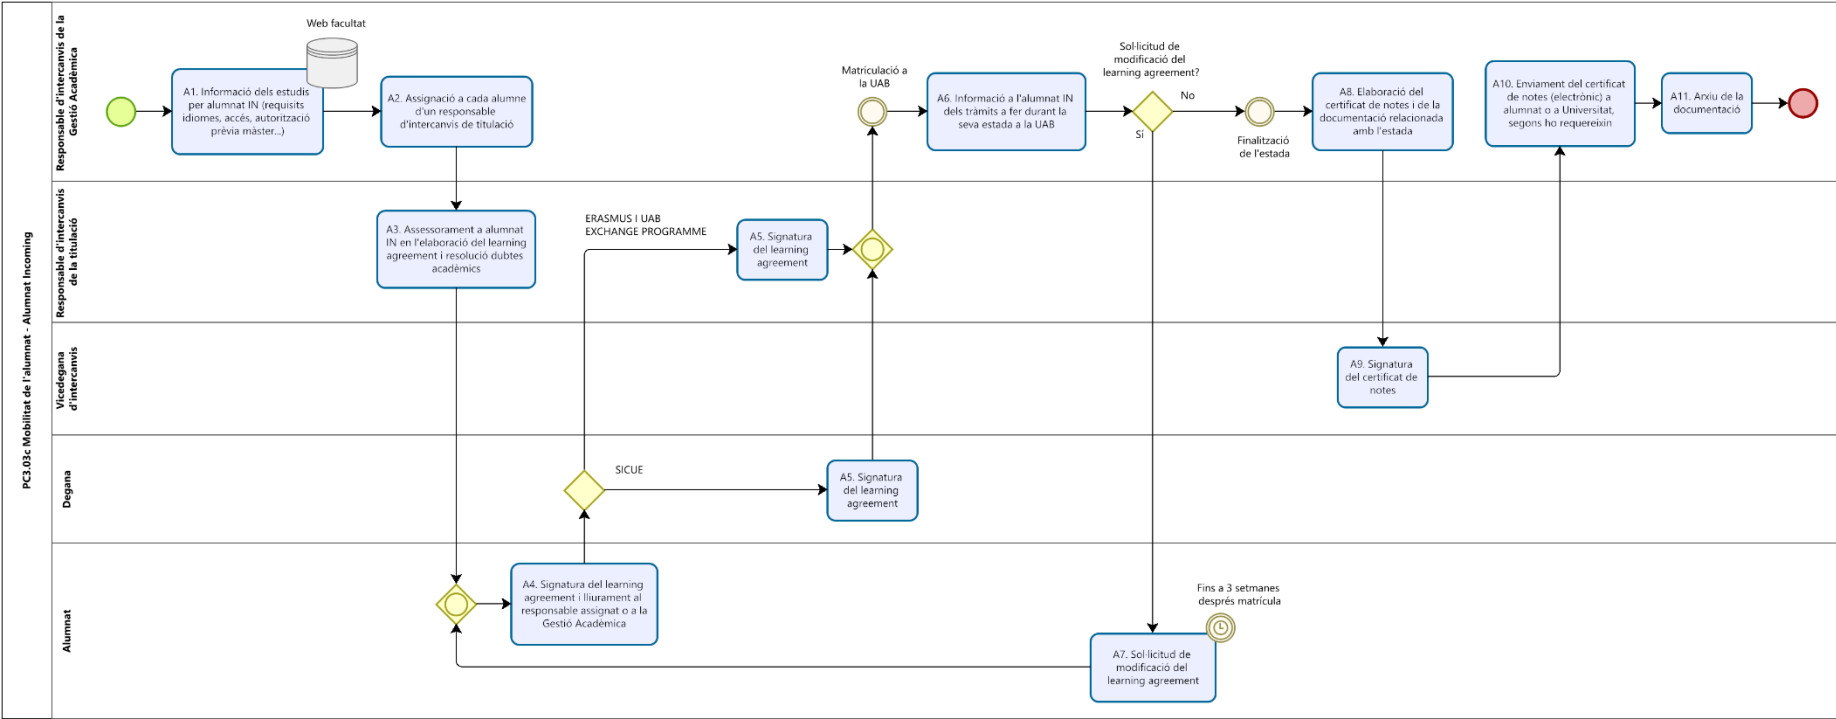 PC3.03c Mobilitat de l'alumnat - Alumnat Incoming
Responsable d'intercanvis de la
Gestió Acadèmica
Web facultat
A1. Informació dels estudis
per alumnat IN (requisits
idiomes, accés, autorització
prèvia màster...)
A2. Assignació a cada alumne
d'un responsable
d'intercanvis de titulació
Matriculació a
la UAB
A6. Informació a l'alumnat IN
dels tràmits a fer durant la
seva estada a la UAB
Sol·licitud de
modificació del
learning agreement?
No
Sí
Finalització
de l'estada
A8. Elaboració del
certificat de notes i de la
documentació relacionada
amb l'estada
A10. Enviament del certificat
de notes (electrònic) a
alumnat o a Universitat,
segons ho requereixin
A11. Arxiu de la
documentació
Responsable d'intercanvis
de la titulació
A3. Assessorament a alumnat
IN en l'elaboració del learning
agreement i resolució dubtes
acadèmics
ERASMUS I UAB
EXCHANGE PROGRAMME
A5. Signatura
del learning
agreement
Vicedegana
d'intercanvis
A9. Signatura
del certificat de
notes
Degana
SICUE
A5. Signatura
del learning
agreement
Alumnat
A4. Signatura del learning
agreement i lliurament al
responsable assignat o a la
Gestió Acadèmica
Fins a 3 setmanes
després matrícula
A7. Sol·licitud de
modificació del
learning agreement